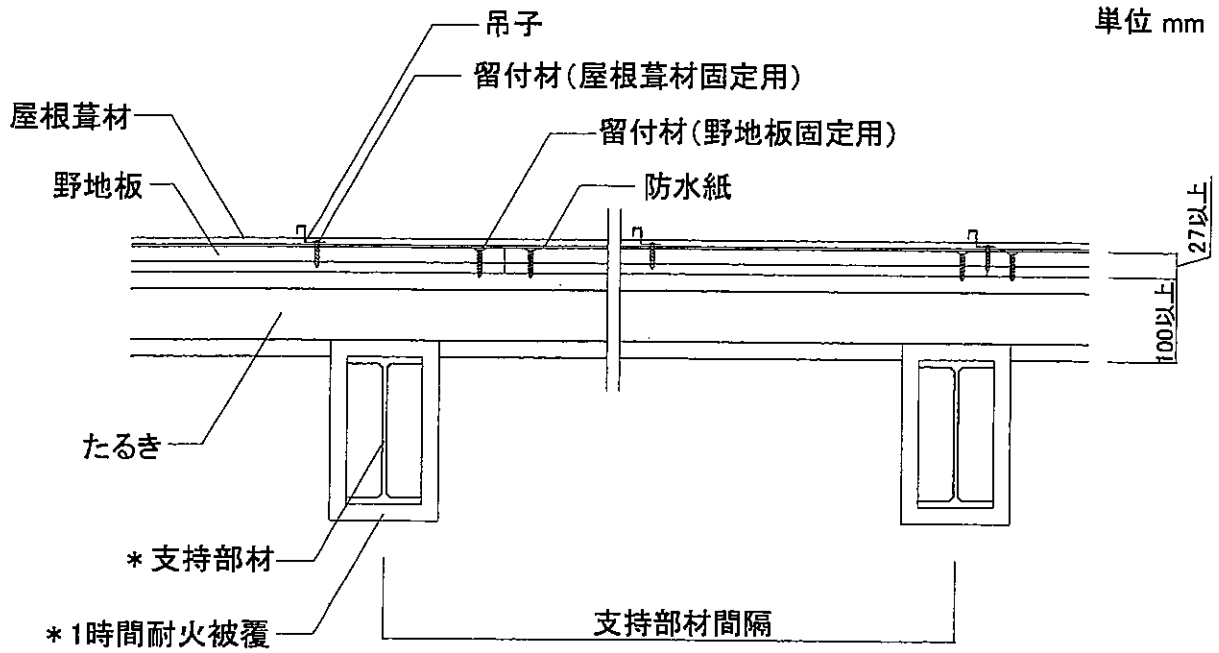 吊子
単位 mm
留付材(屋根葺材固定用)
屋根葺材
留付材(野地板固定用)
野地板
防水紙
27以上
100以上
たるき
*支持部材
*1時間耐火被覆
支持部材間隔